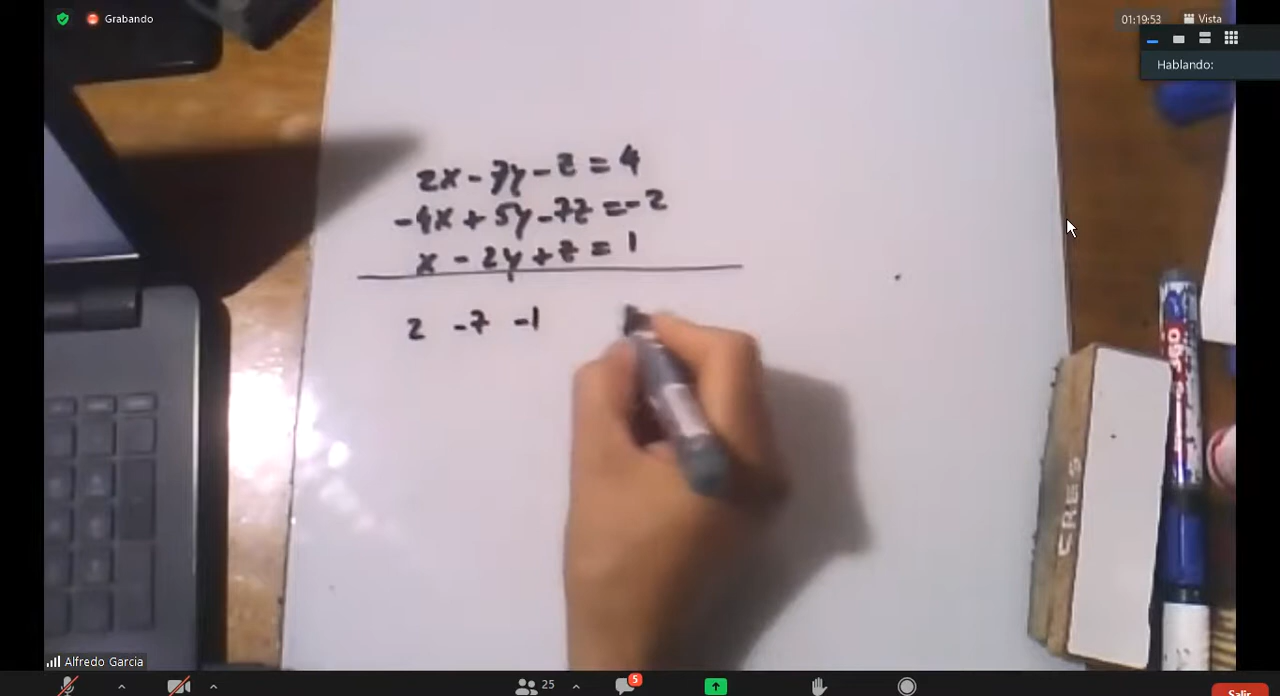 Grabando
01:19:53
Vista
Hablando:
2x - 7y - z = 4
-4x + 5y - 7z = -2
x - 2y + z = 1
2 -7 -1
CRES
Alfredo Garcia
25
5
Salir